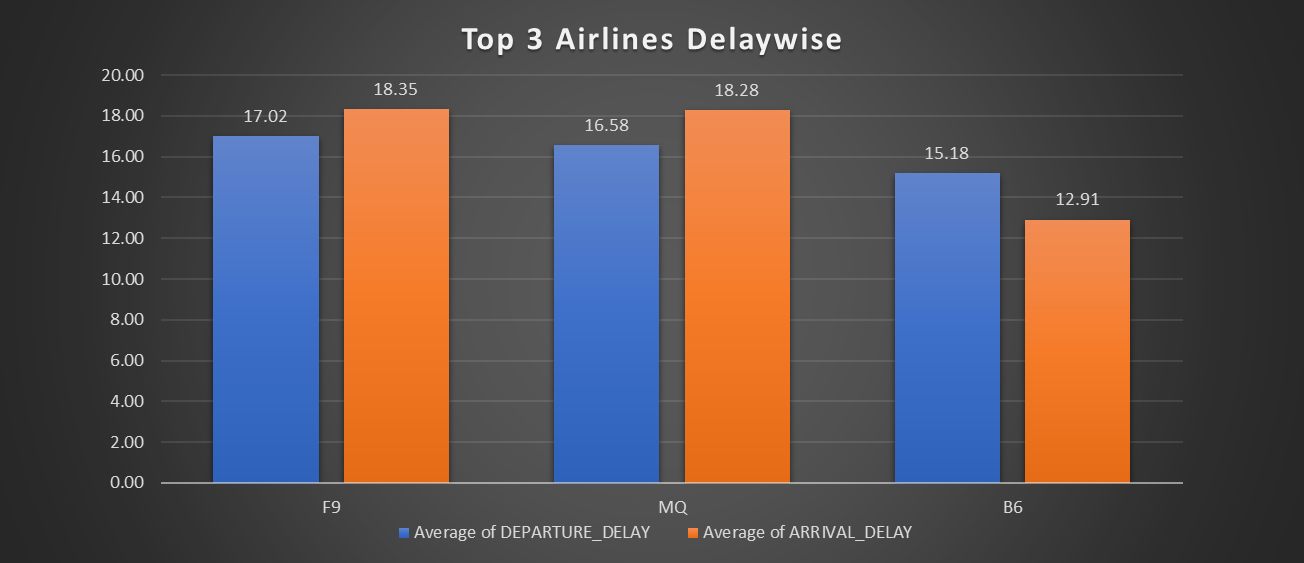 Top 3 Airlines Delaywise
20.00
18.00
16.00
14.00
12.00
10.00
8.00
6.00
4.00
2.00
0.00
17.02
18.35
16.58
18.28
15.18
12.91
F9
MQ
B6
Average of DEPARTURE_DELAY
Average of ARRIVAL_DELAY